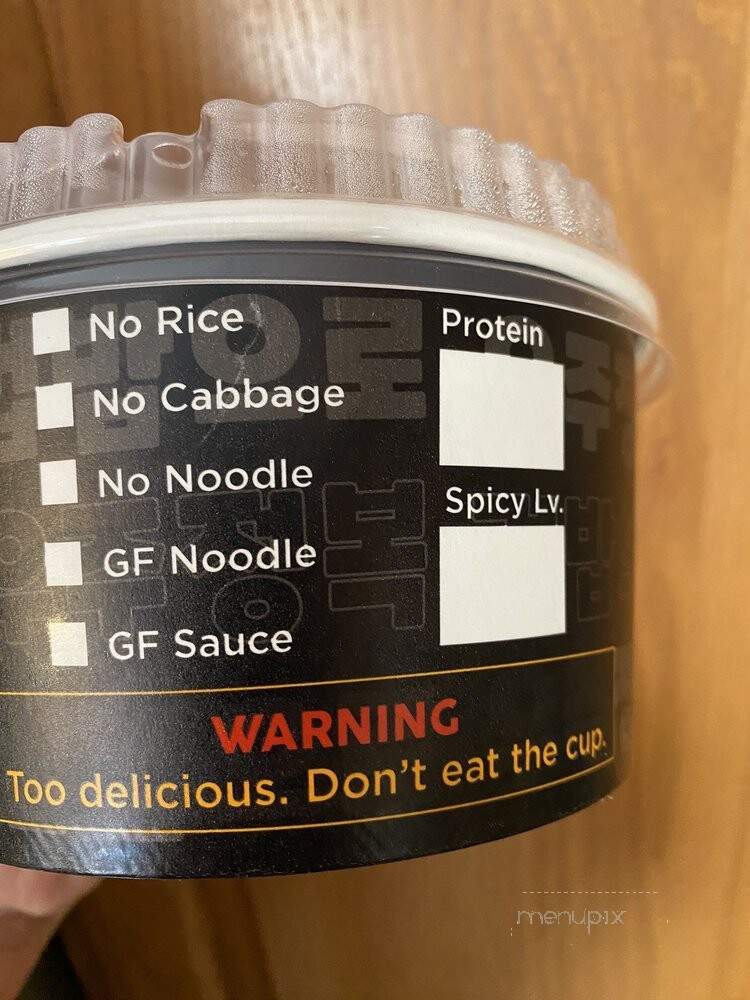 No Rice
No Cabbage
No Noodle
GF Noodle
GF Sauce
Protein
Spicy Lv.
WARNING
Too delicious. Don't eat the cup.
menupix